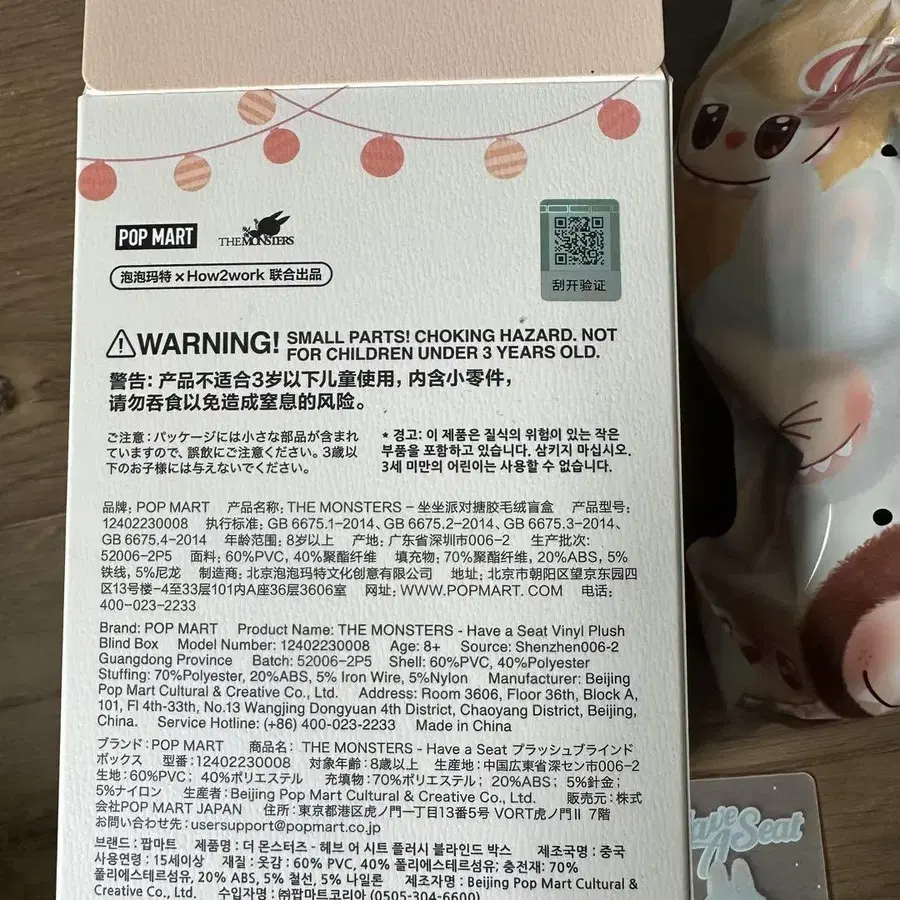 POP MART THE MONSTERS
泡泡玛特 × How2work 联合出品
刮开验证
WARNING! SMALL PARTS! CHOKING HAZARD. NOT
FOR CHILDREN UNDER 3 YEARS OLD.
警告: 产品不适合3岁以下儿童使用，内含小零件，
请勿吞食以免造成窒息的风险。
ご注意：パッケージには小さな部品が含まれ
ていますので、誤飲にご注意ください。3歳以
下のお子様には与えないでください。
* 경고: 이 제품은 질식의 위험이 있는 작은
부품을 포함하고 있습니다. 삼키지 마십시오.
3세 미만의 어린이는 사용할 수 없습니다.
品牌: POP MART 产品名称: THE MONSTERS – 坐坐派对搪胶毛绒盲盒 产品型号:
12402230008 执行标准: GB 6675.1-2014、GB 6675.2-2014、GB 6675.3-2014、
GB 6675.4-2014 年龄范围: 8岁以上 产地: 广东省深圳市006-2 生产批次:
52006-2P5 面料: 60%PVC, 40%聚酯纤维 填充物: 70%聚酯纤维, 20%ABS, 5%
铁线, 5%尼龙 制造商: 北京泡泡玛特文化创意有限公司 地址: 北京市朝阳区望京东园四
区13号楼-4至33层101内A座36层3606室 网址: WWW.POPMART. COM 电话:
400-023-2233
Brand: POP MART Product Name: THE MONSTERS - Have a Seat Vinyl Plush
Blind Box Model Number: 12402230008 Age: 8+ Source: Shenzhen006-2
Guangdong Province Batch: 52006-2P5 Shell: 60%PVC, 40%Polyester
Stuffing: 70%Polyester, 20%ABS, 5% Iron Wire, 5%Nylon Manufacturer: Beijing
Pop Mart Cultural & Creative Co., Ltd. Address: Room 3606, Floor 36th, Block A,
101, Fl 4th-33th, No.13 Wangjing Dongyuan 4th District, Chaoyang District, Beijing,
China. Service Hotline: (+86) 400-023-2233 Made in China
ブランド：POP MART 商品名： THE MONSTERS - Have a Seat プラッシュブラインド
ボックス 型番：12402230008 対象年齢：8歳以上 生産地：中国広東省深セン市006-2
生地：60%PVC；40%ポリエステル 充填物：70%ポリエステル；20%ABS；5%針金；
5%ナイロン 生産者：Beijing Pop Mart Cultural & Creative Co., Ltd. 販売元：株式
会社POP MART JAPAN 住所：東京都港区虎ノ門一丁目13番5号 VORT虎ノ門Ⅱ 7階
お問い合わせ先：usersupport@popmart.co.jp
브랜드 : 팝마트 제품명 : 더 몬스터즈 - 헤브 어 시트 플러시 블라인드 박스 제조국명 : 중국
사용연령 : 15세이상 재질 : 옷감 : 60% PVC, 40% 폴리에스테르섬유; 충전재: 70%
폴리에스테르섬유, 20% ABS, 5% 철선, 5% 나일론 제조자명 : Beijing Pop Mart Cultural &
Creative Co., Ltd. 수입자명 : ㈜팝마트코리아 (0505-304-6600)
Have
A Seat